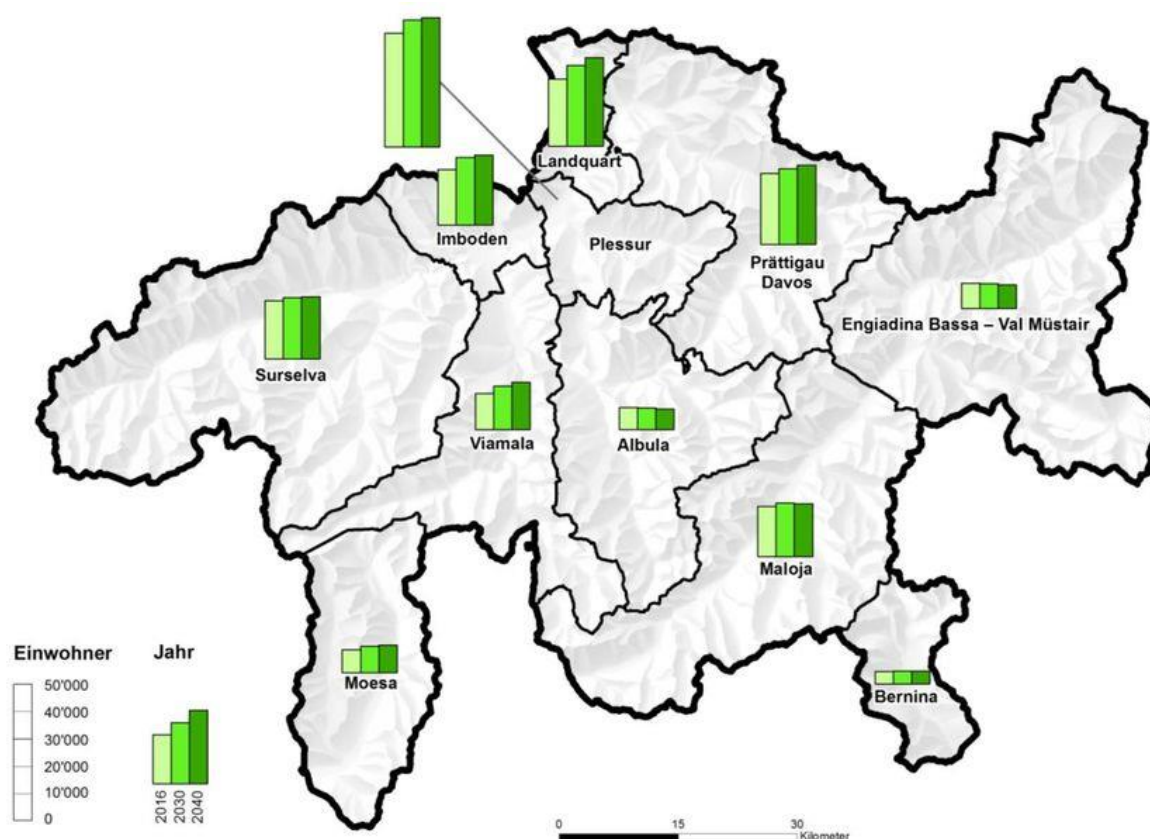 Landquart
Imboden
Plessur
Prättigau
Davos
Engiadina Bassa – Val Müstair
Surselva
Viamala
Albula
Maloja
Moesa
Bernina
Einwohner
Jahr
50'000
40'000
30'000
20'000
10'000
0
2016
2030
2040
0 15 30
Kilometer